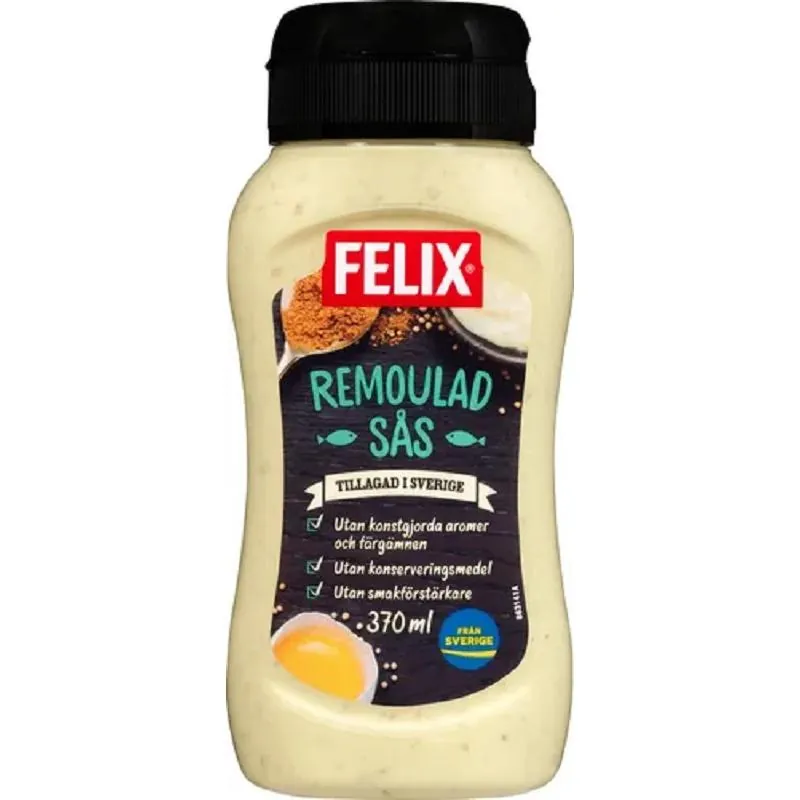 FELIX®
REMOULAD
SÅS
TILLAGAD I SVERIGE
Utan konstgjorda aromer
och färgämnen
Utan konserveringsmedel
Utan smakförstärkare
370 ml
FRÅN
SVERIGE